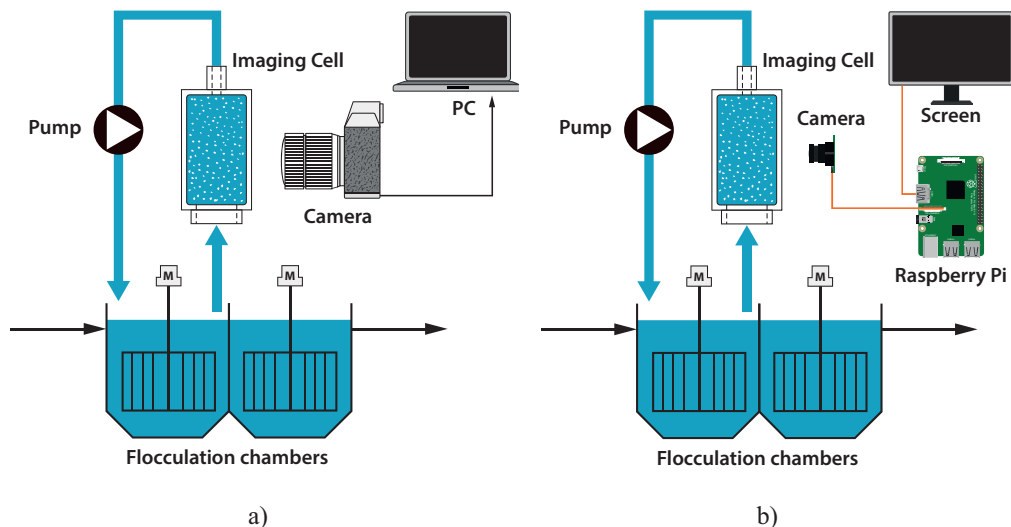 Imaging Cell
Pump
PC
Camera
M
M
Flocculation chambers
a)
Imaging Cell
Pump
Camera
Screen
Raspberry Pi
M
M
Flocculation chambers
b)